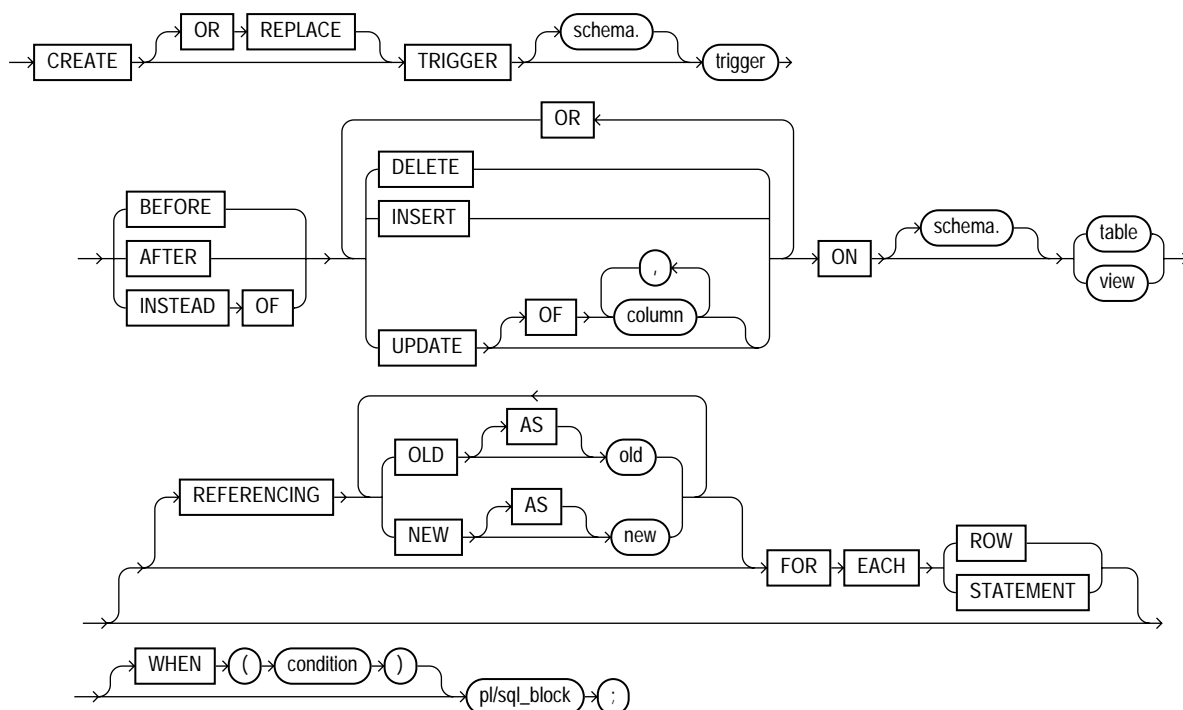 OR REPLACE schema.
CREATE TRIGGER trigger
OR
DELETE
BEFORE INSERT schema. table
AFTER , ON view
INSTEAD OF OF column
UPDATE
AS
OLD old
REFERENCING AS
NEW new ROW
FOR EACH
STATEMENT
WHEN ( condition )
pl/sql_block ;